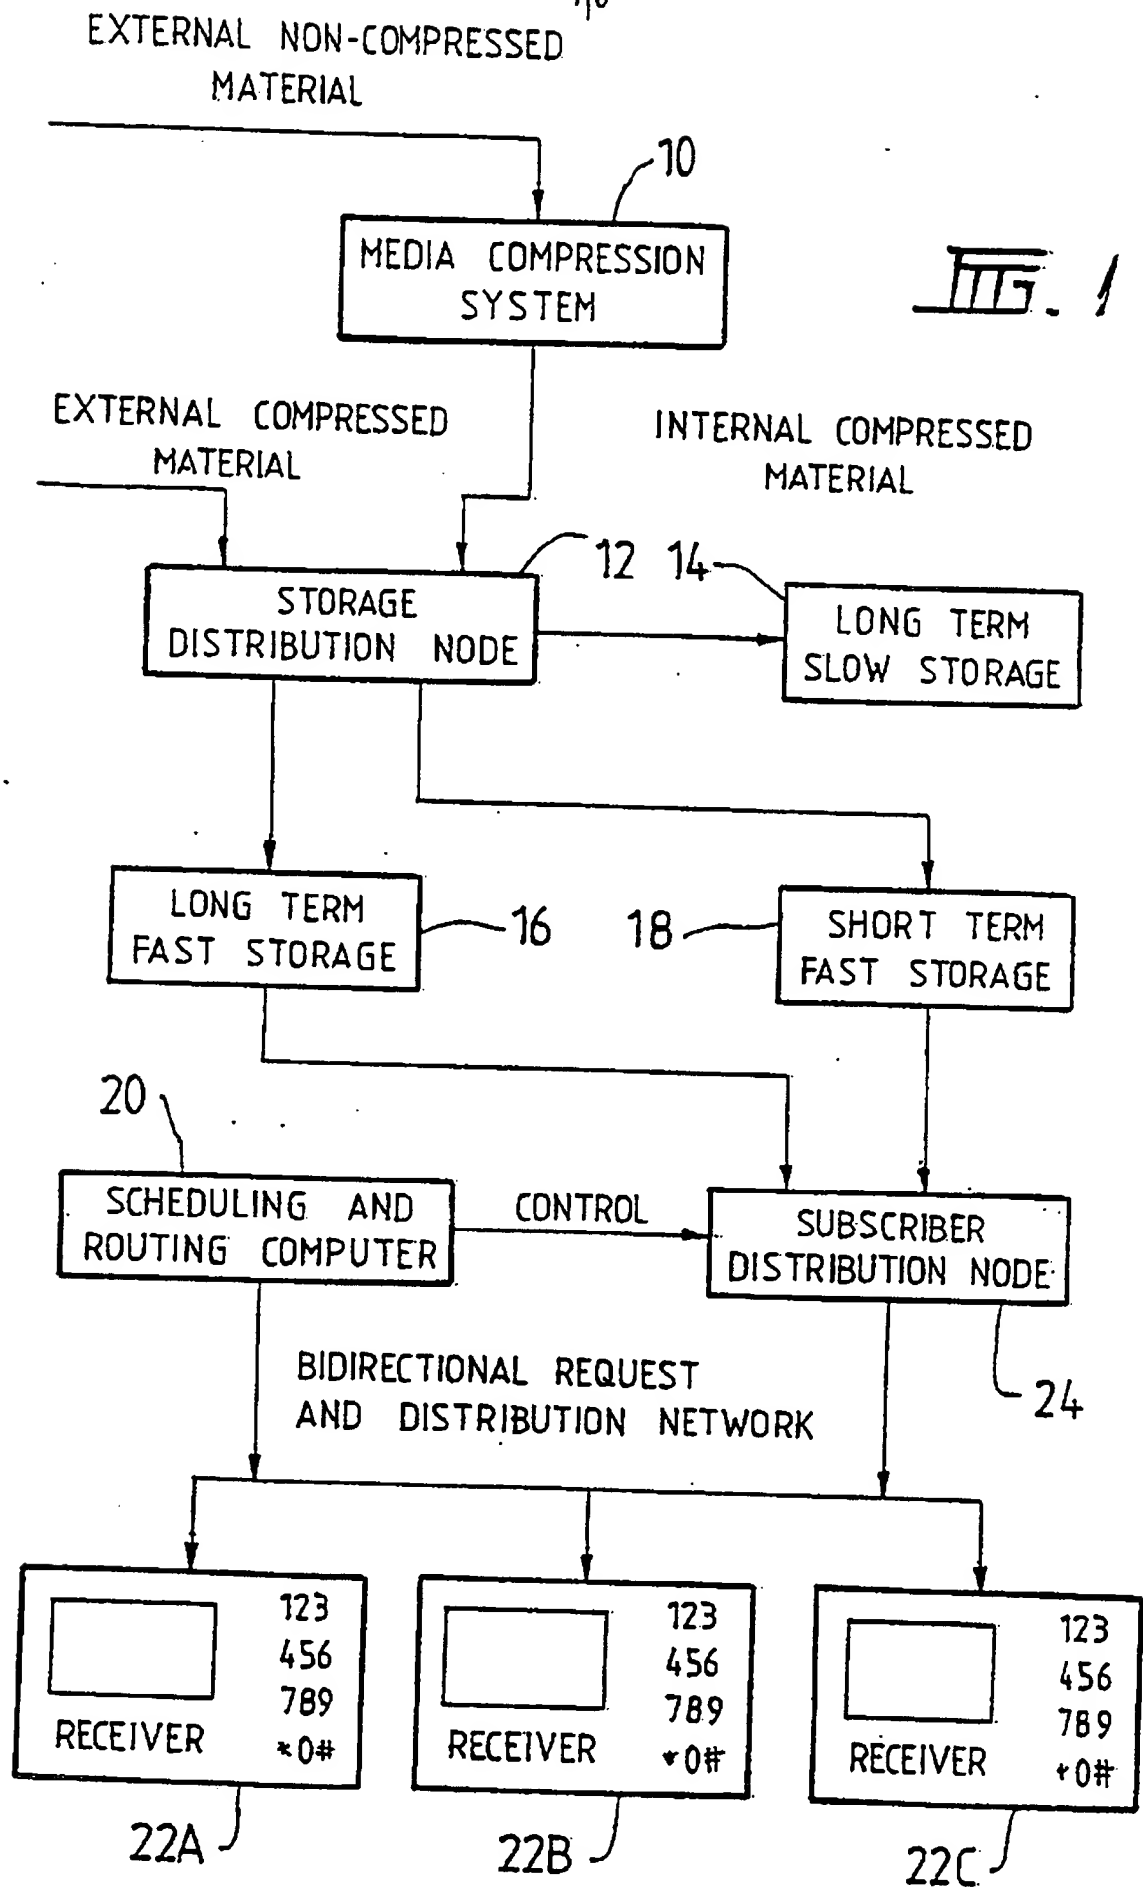 EXTERNAL NON-COMPRESSED
MATERIAL
10
MEDIA COMPRESSION
SYSTEM
FIG. 1
EXTERNAL COMPRESSED
MATERIAL
INTERNAL COMPRESSED
MATERIAL
12
14
STORAGE
DISTRIBUTION NODE
LONG TERM
SLOW STORAGE
LONG TERM
FAST STORAGE
16
18
SHORT TERM
FAST STORAGE
20
SCHEDULING AND
ROUTING COMPUTER
CONTROL
SUBSCRIBER
DISTRIBUTION NODE
24
BIDIRECTIONAL REQUEST
AND DISTRIBUTION NETWORK
123
456
789
RECEIVER
*0#
22A
123
456
789
RECEIVER
*0#
22B
123
456
789
RECEIVER
*0#
22C